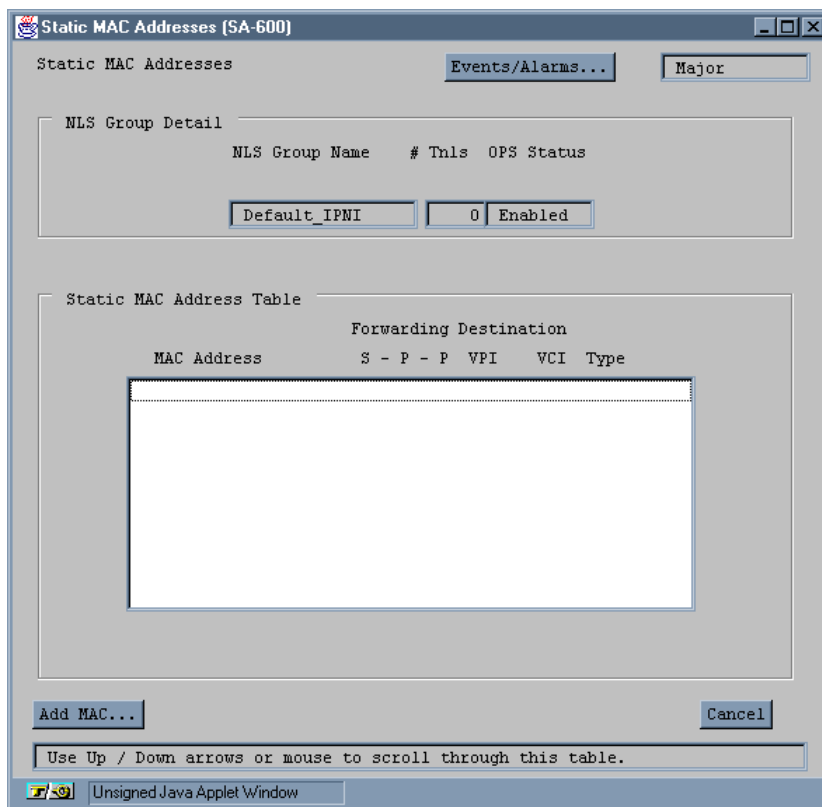 Static MAC Addresses (SA-600)
Static MAC Addresses Events/Alarms... Major
NLS Group Detail
NLS Group Name # Tnls OPS Status
Default_IPNI 0 Enabled
Static MAC Address Table
Forwarding Destination
MAC Address S - P - P VPI VCI Type
Add MAC... Cancel
Use Up / Down arrows or mouse to scroll through this table.
Unsigned Java Applet Window